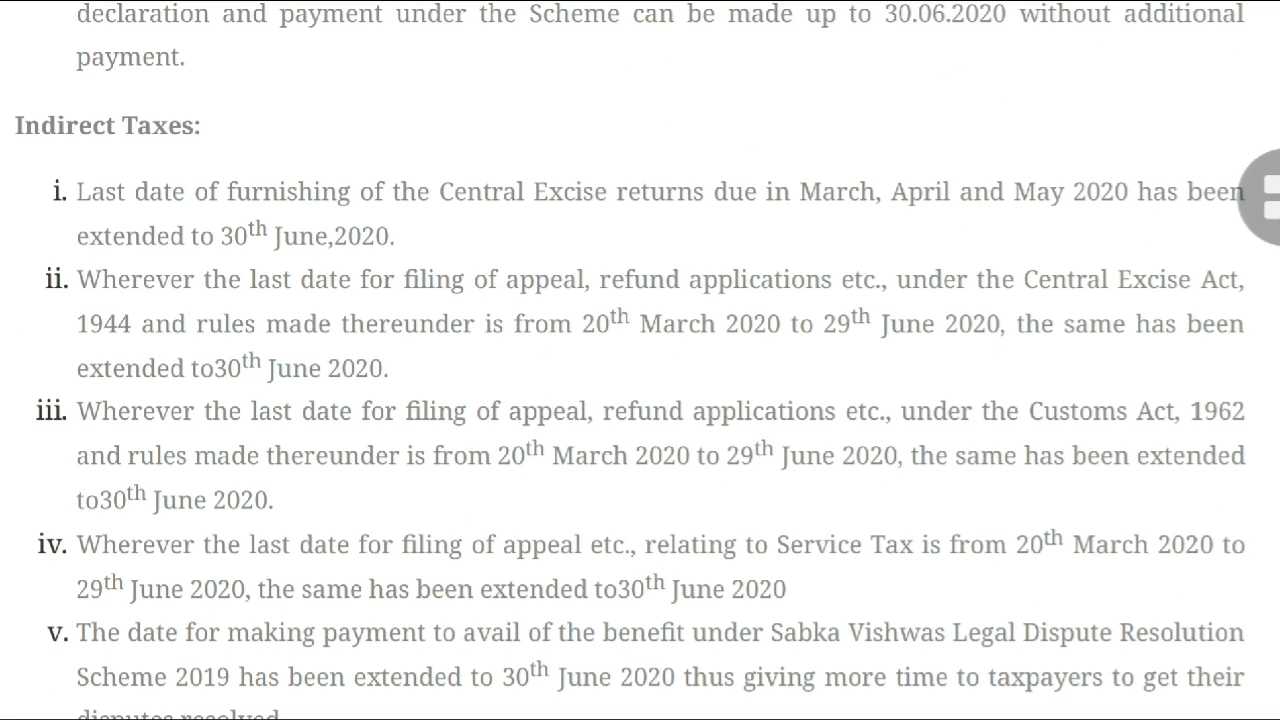 declaration and payment under the Scheme can be made up to 30.06.2020 without additional
payment.
Indirect Taxes:
i. Last date of furnishing of the Central Excise returns due in March, April and May 2020 has been
extended to 30th June,2020.
ii. Wherever the last date for filing of appeal, refund applications etc., under the Central Excise Act,
1944 and rules made thereunder is from 20th March 2020 to 29th June 2020, the same has been
extended to30th June 2020.
iii. Wherever the last date for filing of appeal, refund applications etc., under the Customs Act, 1962
and rules made thereunder is from 20th March 2020 to 29th June 2020, the same has been extended
to30th June 2020.
iv. Wherever the last date for filing of appeal etc., relating to Service Tax is from 20th March 2020 to
29th June 2020, the same has been extended to30th June 2020
v. The date for making payment to avail of the benefit under Sabka Vishwas Legal Dispute Resolution
Scheme 2019 has been extended to 30th June 2020 thus giving more time to taxpayers to get their
disputes resolved